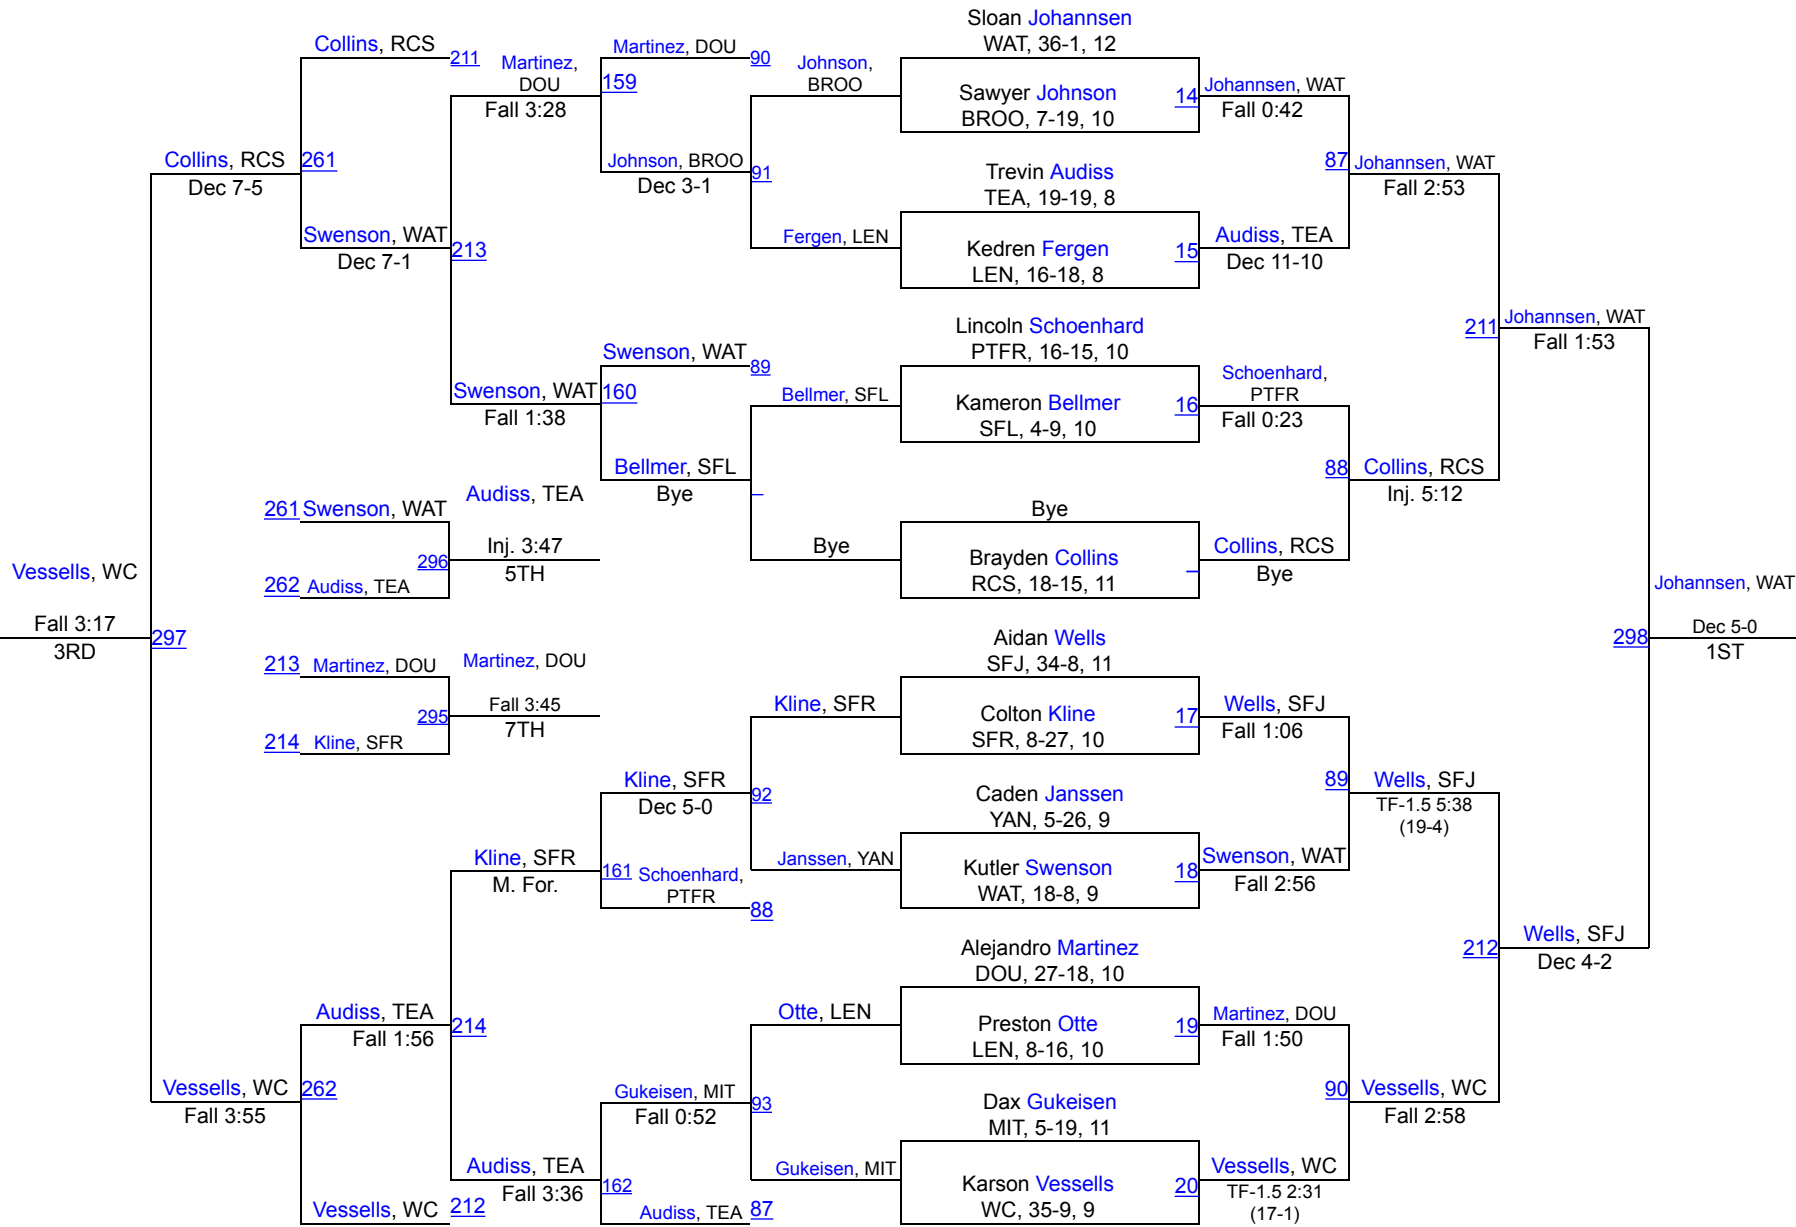 Sloan Johannsen
WAT, 36-1, 12
Sawyer Johnson
BROO, 7-19, 10
14
Trevin Audiss
TEA, 19-19, 8
Kedren Fergen
LEN, 16-18, 8
15
Lincoln Schoenhard
PTFR, 16-15, 10
Kameron Bellmer
SFL, 4-9, 10
16
Bye
Brayden Collins
RCS, 18-15, 11
Aidan Wells
SFJ, 34-8, 11
Colton Kline
SFR, 8-27, 10
17
Caden Janssen
YAN, 5-26, 9
Kutler Swenson
WAT, 18-8, 9
18
Alejandro Martinez
DOU, 27-18, 10
Preston Otte
LEN, 8-16, 10
19
Dax Gukeisen
MIT, 5-19, 11
Karson Vessells
WC, 35-9, 9
20
Johannsen, WAT
Fall 0:42
87
Audiss, TEA
Dec 11-10
Schoenhard,
PTFR
Fall 0:23
88
Collins, RCS
Bye
Wells, SFJ
Fall 1:06
89
Swenson, WAT
Fall 2:56
Martinez, DOU
Fall 1:50
90
Vessells, WC
TF-1.5 2:31
(17-1)
Johannsen, WAT
Fall 2:53
211
Collins, RCS
Inj. 5:12
Wells, SFJ
TF-1.5 5:38
(19-4)
212
Vessells, WC
Fall 2:58
Johannsen, WAT
Fall 1:53
298
Wells, SFJ
Dec 4-2
Johannsen, WAT
Dec 5-0
1ST
Johnson,
BROO
91
Fergen, LEN
Bellmer, SFL
Bye
Kline, SFR
92
Janssen, YAN
Otte, LEN
93
Gukeisen, MIT
Martinez, DOU
90
159
Johnson, BROO
Dec 3-1
Swenson, WAT
89
160
Bellmer, SFL
Bye
Kline, SFR
Dec 5-0
161
Schoenhard,
PTFR
88
Gukeisen, MIT
Fall 0:52
162
Audiss, TEA
87
Martinez,
DOU
Fall 3:28
213
Swenson, WAT
Fall 1:38
Kline, SFR
M. For.
214
Audiss, TEA
Fall 3:36
Collins, RCS
211
261
Swenson, WAT
Dec 7-1
Audiss, TEA
Fall 1:56
262
Vessells, WC
212
Collins, RCS
Dec 7-5
297
Vessells, WC
Fall 3:55
Vessells, WC
Fall 3:17
3RD
261
Swenson, WAT
296
262
Audiss, TEA
Audiss, TEA
Inj. 3:47
5TH
213
Martinez, DOU
295
214
Kline, SFR
Martinez, DOU
Fall 3:45
7TH